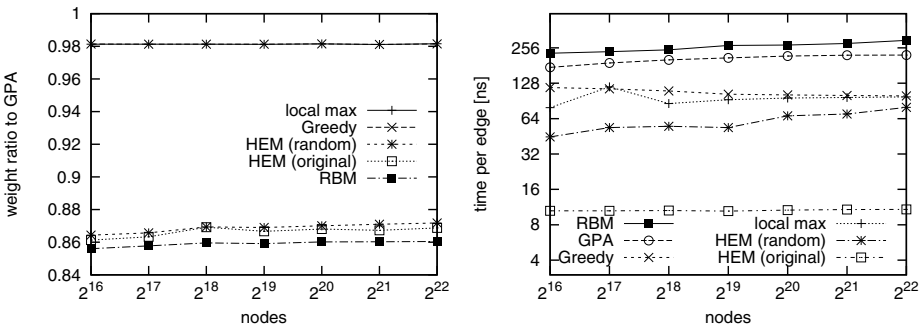 1
0.98
0.96
0.94
0.92
0.9
0.88
0.86
0.84
weight ratio to GPA
local max
Greedy
HEM (random)
HEM (original)
RBM
2^16 2^17 2^18 2^19 2^20 2^21 2^22
nodes
256
128
64
32
16
8
4
time per edge [ns]
RBM
GPA
Greedy
local max
HEM (random)
HEM (original)
2^16 2^17 2^18 2^19 2^20 2^21 2^22
nodes